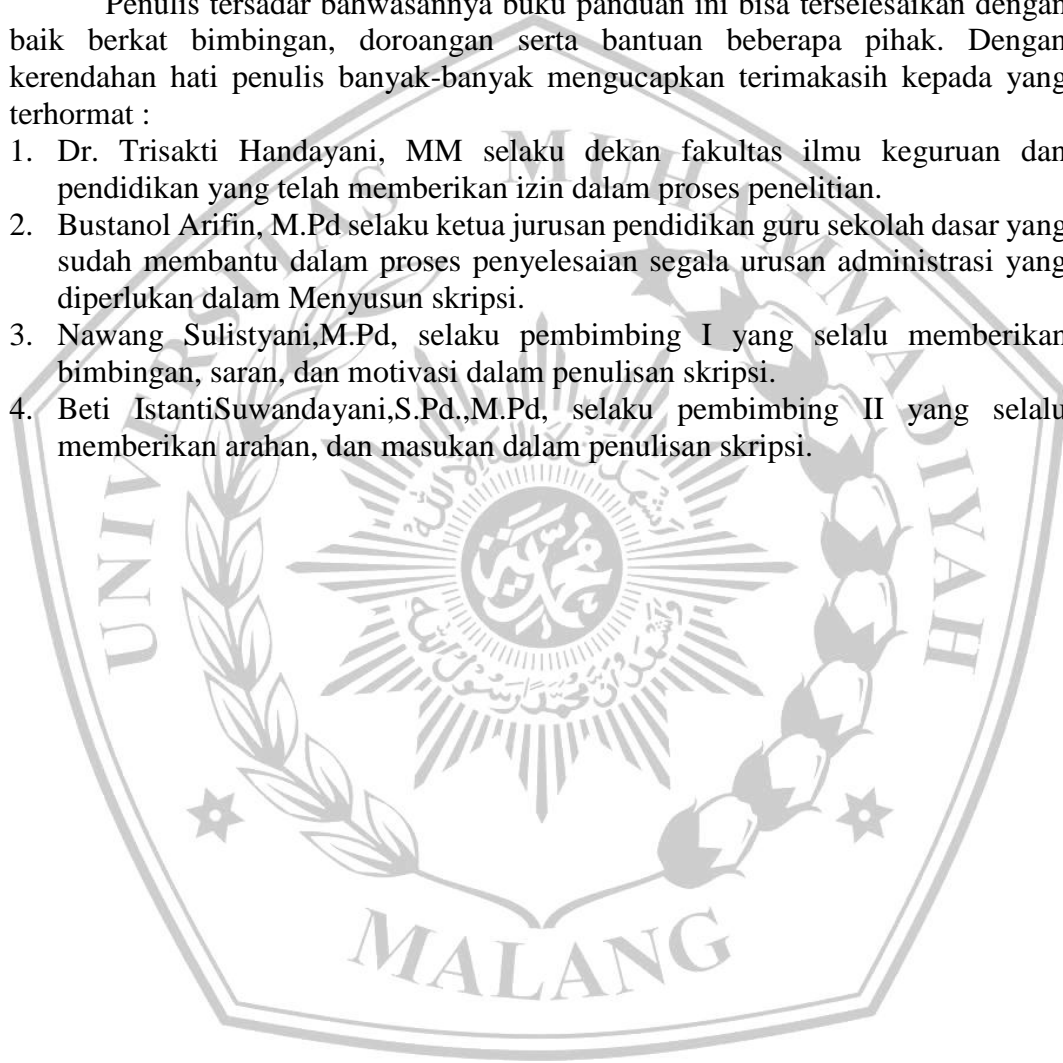 Penulis tersadar bahwasannya buku panduan ini bisa terselesaikan dengan
baik berkat bimbingan, doroangan serta bantuan beberapa pihak. Dengan
kerendahan hati penulis banyak-banyak mengucapkan terimakasih kepada yang
terhormat :
1. Dr. Trisakti Handayani, MM selaku dekan fakultas ilmu keguruan dan
pendidikan yang telah memberikan izin dalam proses penelitian.
2. Bustanol Arifin, M.Pd selaku ketua jurusan pendidikan guru sekolah dasar yang
sudah membantu dalam proses penyelesaian segala urusan administrasi yang
diperlukan dalam Menyusun skripsi.
3. Nawang Sulistyani,M.Pd, selaku pembimbing I yang selalu memberikan
bimbingan, saran, dan motivasi dalam penulisan skripsi.
4. Beti IstantiSuwandayani,S.Pd.,M.Pd, selaku pembimbing II yang selalu
memberikan arahan, dan masukan dalam penulisan skripsi.
UNIVERSITAS MUHAMMADIYAH
MALANG